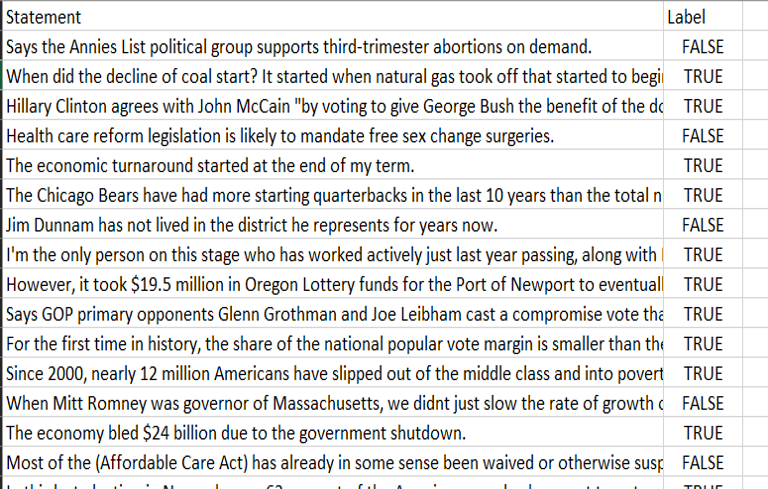 Statement Label
Says the Annies List political group supports third-trimester abortions on demand. FALSE
When did the decline of coal start? It started when natural gas took off that started to begi TRUE
Hillary Clinton agrees with John McCain "by voting to give George Bush the benefit of the do TRUE
Health care reform legislation is likely to mandate free sex change surgeries. FALSE
The economic turnaround started at the end of my term. TRUE
The Chicago Bears have had more starting quarterbacks in the last 10 years than the total n TRUE
Jim Dunnam has not lived in the district he represents for years now. FALSE
I'm the only person on this stage who has worked actively just last year passing, along with TRUE
However, it took $19.5 million in Oregon Lottery funds for the Port of Newport to eventuall TRUE
Says GOP primary opponents Glenn Grothman and Joe Leibham cast a compromise vote tha TRUE
For the first time in history, the share of the national popular vote margin is smaller than the TRUE
Since 2000, nearly 12 million Americans have slipped out of the middle class and into povert TRUE
When Mitt Romney was governor of Massachusetts, we didnt just slow the rate of growth o FALSE
The economy bled $24 billion due to the government shutdown. TRUE
Most of the (Affordable Care Act) has already in some sense been waived or otherwise susp FALSE